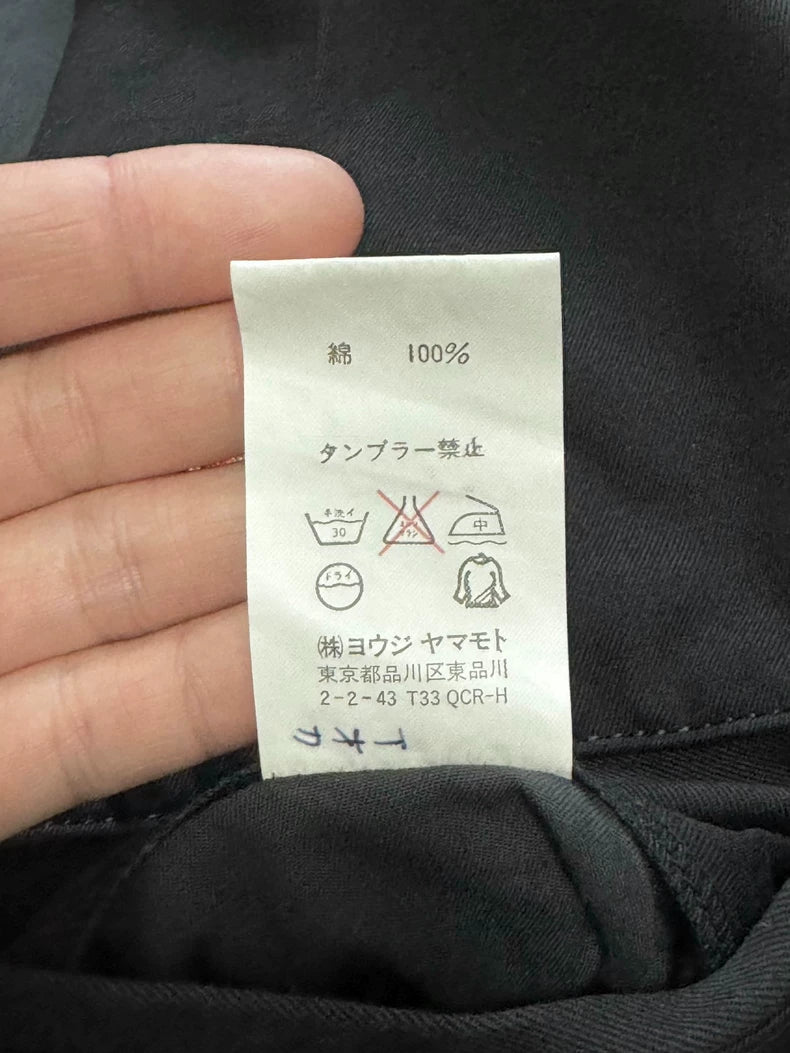 綿 100%
タンブラー禁止
手洗イ
30
中
ドライ
㈱ヨウジ ヤマモト
東京都品川区東品川
2-2-43 T33 QCR-H